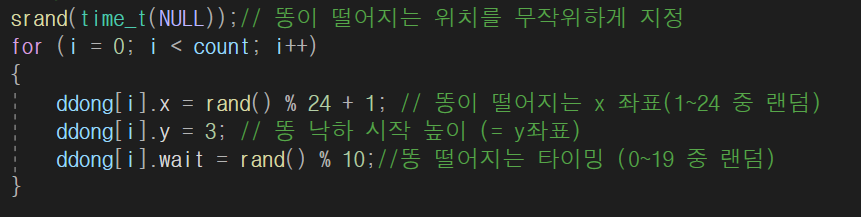 srand(time_t(NULL));// 똥이 떨어지는 위치를 무작위하게 지정
for (i = 0; i < count; i++)
{
ddong[i].x = rand() % 24 + 1; // 똥이 떨어지는 x 좌표(1~24 중 랜덤)
ddong[i].y = 3; // 똥 낙하 시작 높이 (= y좌표)
ddong[i].wait = rand() % 10;//똥 떨어지는 타이밍 (0~19 중 랜덤)
}